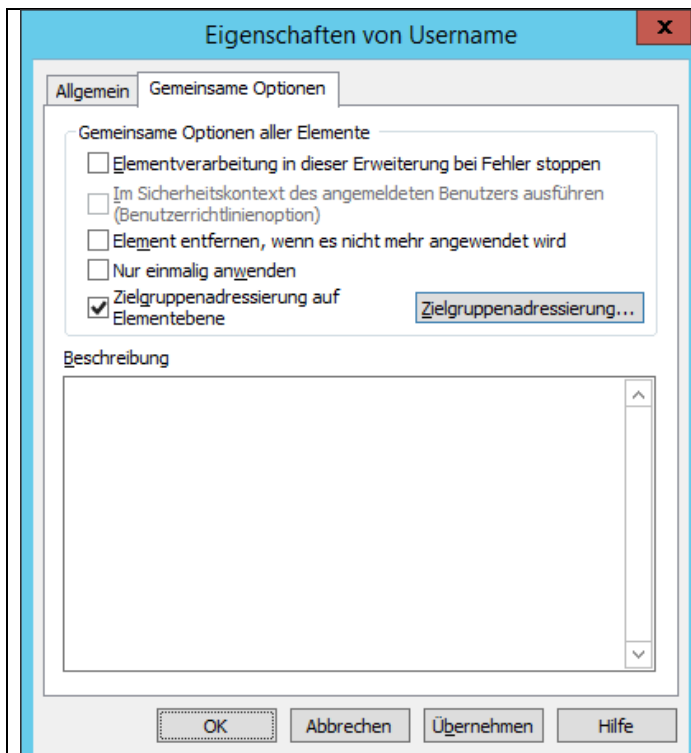 Eigenschaften von Username
x
Allgemein
Gemeinsame Optionen
Gemeinsame Optionen aller Elemente
Elementverarbeitung in dieser Erweiterung bei Fehler stoppen
Im Sicherheitskontext des angemeldeten Benutzers ausführen
(Benutzerrichtlinienoption)
Element entfernen, wenn es nicht mehr angewendet wird
Nur einmalig anwenden
Zielgruppenadressierung auf
Elementebene
Zielgruppenadressierung...
Beschreibung
OK
Abbrechen
Übernehmen
Hilfe